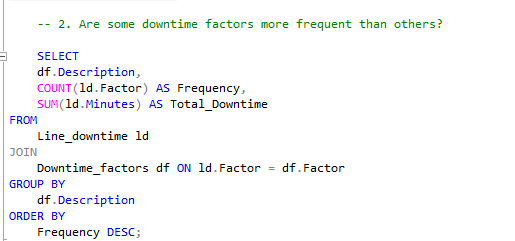 -- 2. Are some downtime factors more frequent than others?
SELECT
df.Description,
COUNT(ld.Factor) AS Frequency,
SUM(ld.Minutes) AS Total_Downtime
FROM
Line_downtime ld
JOIN
Downtime_factors df ON ld.Factor = df.Factor
GROUP BY
df.Description
ORDER BY
Frequency DESC;